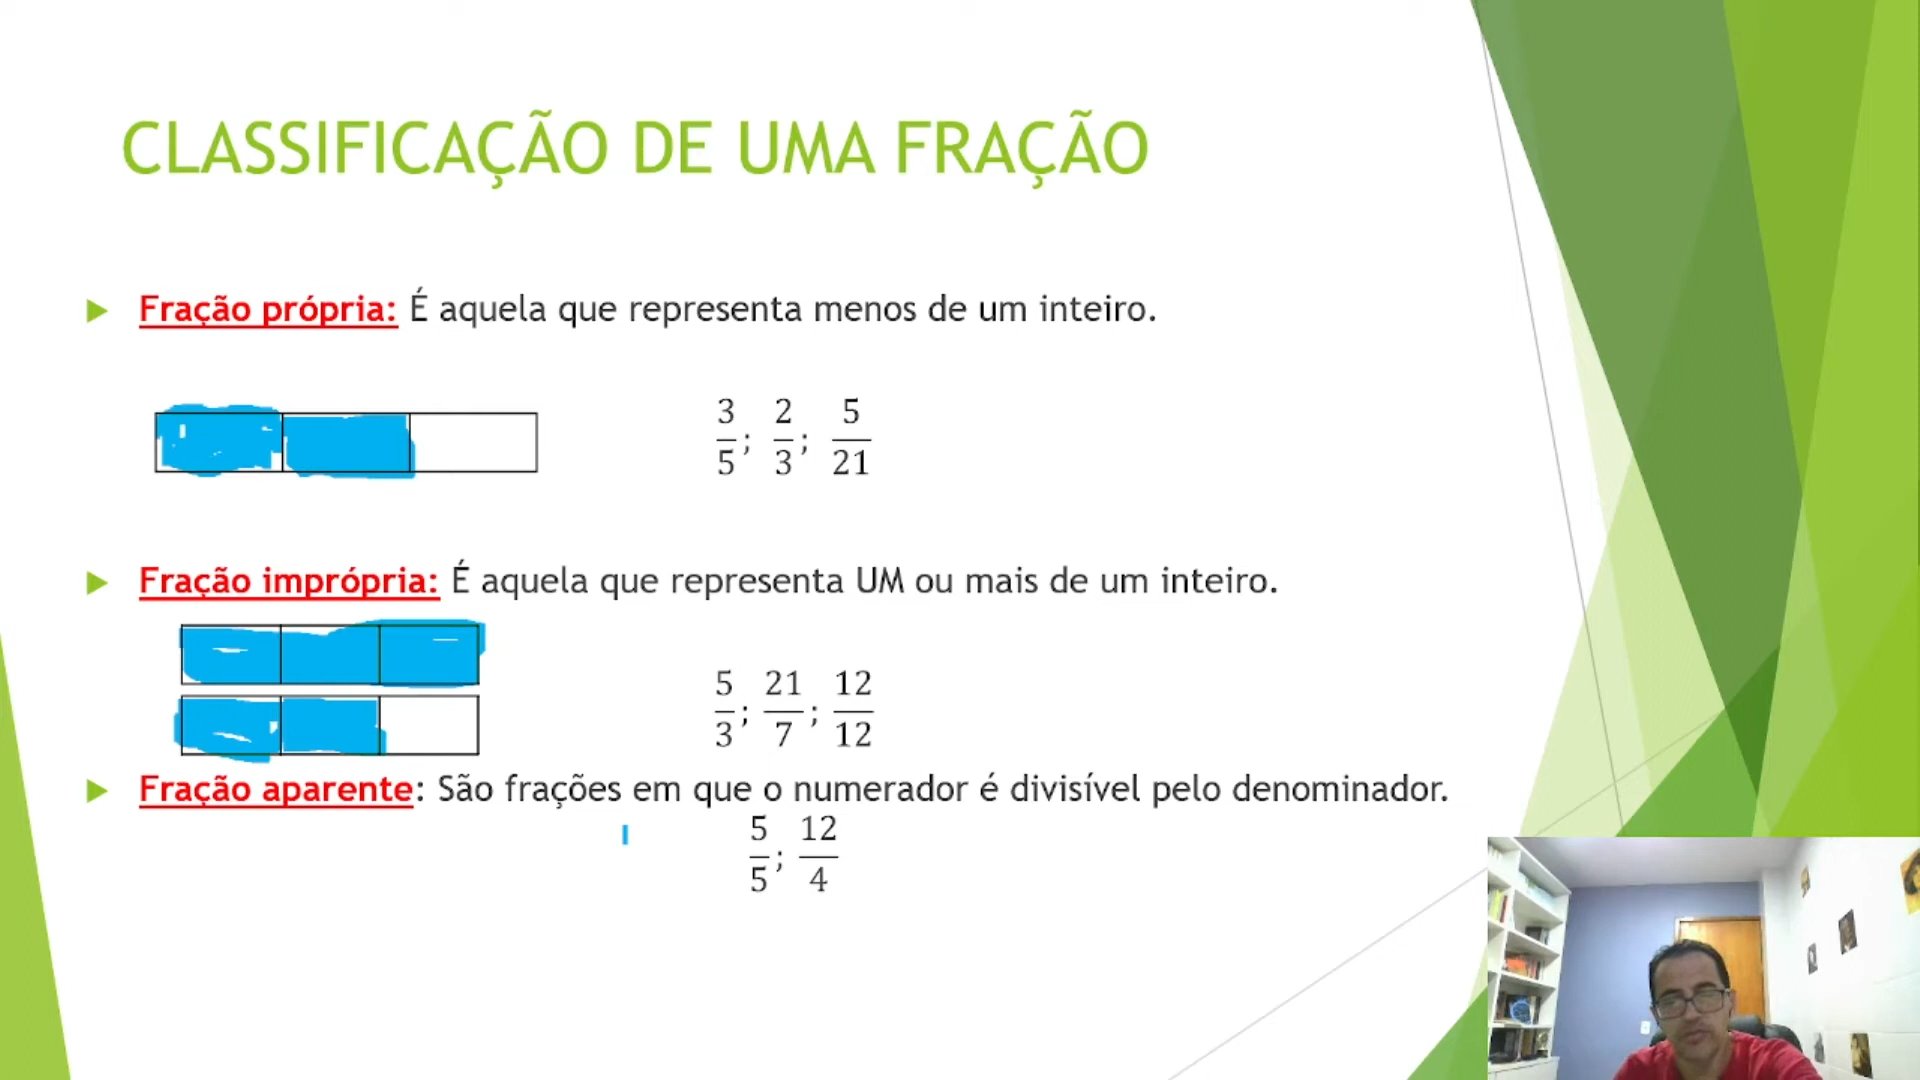 CLASSIFICAÇÃO DE UMA FRAÇÃO
Fração própria: É aquela que representa menos de um inteiro.
3/5; 2/3; 5/21
Fração imprópria: É aquela que representa UM ou mais de um inteiro.
5/3; 21/7; 12/12
Fração aparente: São frações em que o numerador é divisível pelo denominador.
5/5; 12/4